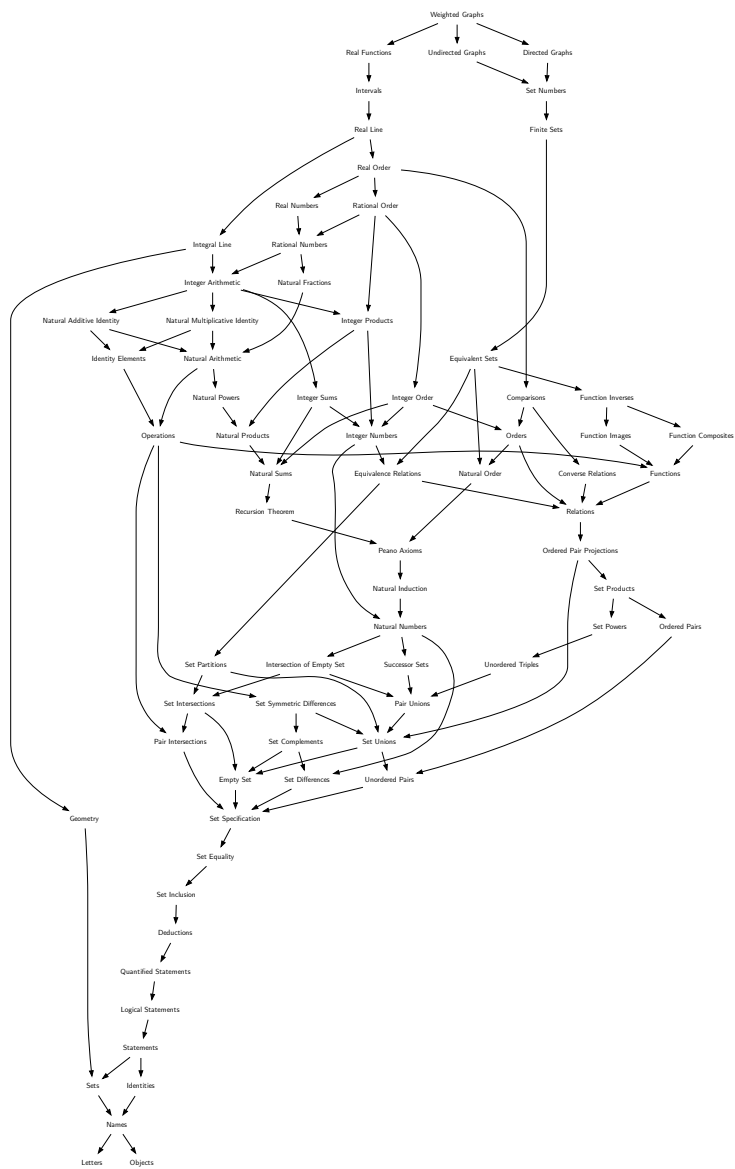 Weighted Graphs
Real Functions Undirected Graphs Directed Graphs
Intervals Set Numbers
Real Line Finite Sets
Real Order
Real Numbers Rational Order
Integral Line Rational Numbers
Integer Arithmetic Natural Fractions
Natural Additive Identity Natural Multiplicative Identity Integer Products
Identity Elements Natural Arithmetic Equivalent Sets
Natural Powers Integer Sums Integer Order Comparisons Function Inverses
Operations Natural Products Integer Numbers Orders Function Images Function Composites
Natural Sums Equivalence Relations Natural Order Converse Relations Functions
Recursion Theorem Relations
Peano Axioms Ordered Pair Projections
Natural Induction Set Products
Natural Numbers Set Powers Ordered Pairs
Set Partitions Intersection of Empty Set Successor Sets Unordered Triples
Set Intersections Set Symmetric Differences Pair Unions
Pair Intersections Set Complements Set Unions
Empty Set Set Differences Unordered Pairs
Geometry Set Specification
Set Equality
Set Inclusion
Deductions
Quantified Statements
Logical Statements
Statements
Sets Identities
Names
Letters Objects